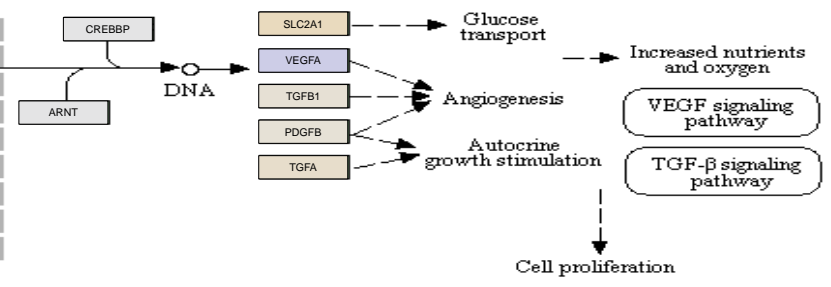 CREBBP
ARNT
DNA
SLC2A1
VEGFA
TGFB1
PDGFB
TGFA
Glucose
transport
Angiogenesis
Autocrine
growth stimulation
Increased nutrients
and oxygen
VEGF signaling
pathway
TGF-β signaling
pathway
Cell proliferation